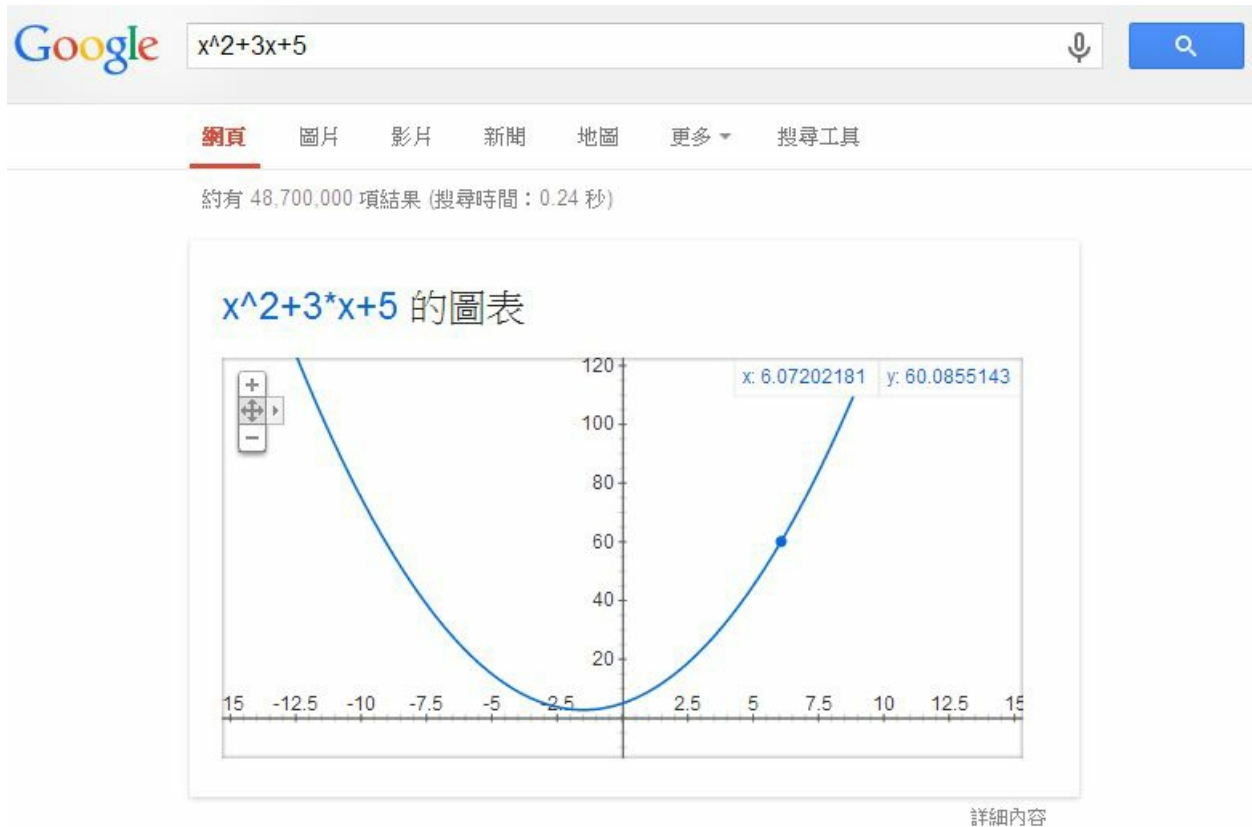 Google x^2+3x+5
網頁 圖片 影片 新聞 地圖 更多 搜尋工具
約有 48,700,000 項結果 (搜尋時間：0.24 秒)
x^2+3*x+5 的圖表
120 x: 6.07202181 y: 60.0855143
+
−
100
80
60
40
20
15 -12.5 -10 -7.5 -5 -2.5 2.5 5 7.5 10 12.5 15
詳細內容